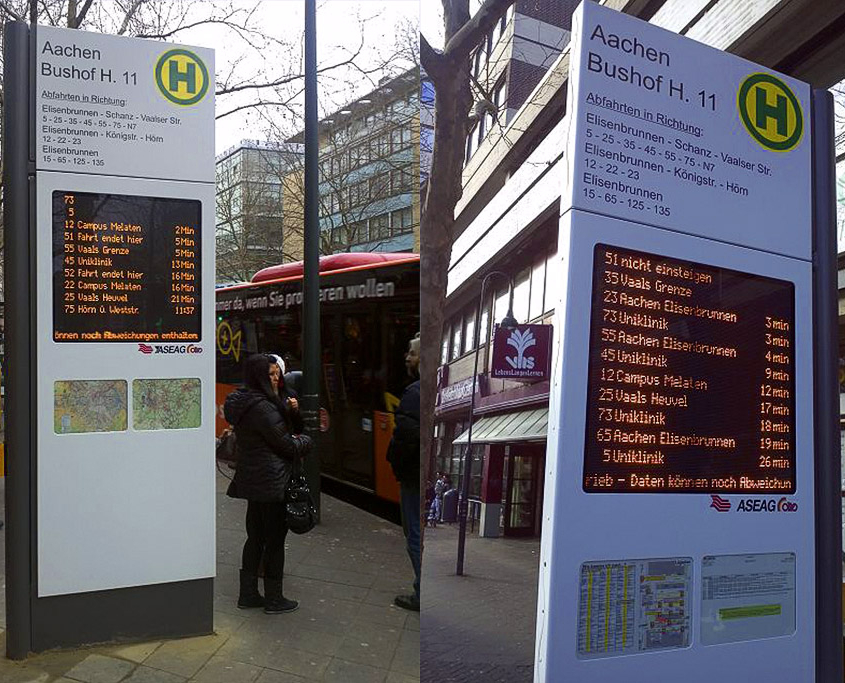 Aachen
Bushof H. 11
H
Abfahrten in Richtung:
Elisenbrunnen - Schanz - Vaalser Str.
5 - 25 - 35 - 45 - 55 - 75 - N7
Elisenbrunnen - Königstr. - Hörn
12 - 22 - 23
Elisenbrunnen
15 - 65 - 125 - 135
73
5
12 Campus Melaten 2Min
51 Fahrt endet hier 5Min
55 Vaals Grenze 5Min
45 Uniklinik 13Min
52 Fahrt endet hier 16Min
22 Campus Melaten 16Min
25 Vaals Heuvel 21Min
75 Hörn ü. Weststr. 11:37
önnen noch Abweichungen enthalten
ASEAG
mmer da, wenn Sie profitieren wollen
Aachen
Bushof H. 11
H
Abfahrten in Richtung:
Elisenbrunnen - Schanz - Vaalser Str.
5 - 25 - 35 - 45 - 55 - 75 - N7
Elisenbrunnen - Königstr. - Hörn
12 - 22 - 23
Elisenbrunnen
15 - 65 - 125 - 135
51 nicht einsteigen
35 Vaals Grenze
23 Aachen Elisenbrunnen 3min
73 Uniklinik 3min
55 Aachen Elisenbrunnen 4min
45 Uniklinik 9min
12 Campus Melaten 12min
25 Vaals Heuvel 17min
73 Uniklinik 18min
65 Aachen Elisenbrunnen 19min
5 Uniklinik 26min
rieb - Daten können noch Abweichun
ASEAG
vhs
LebensLangesLernen